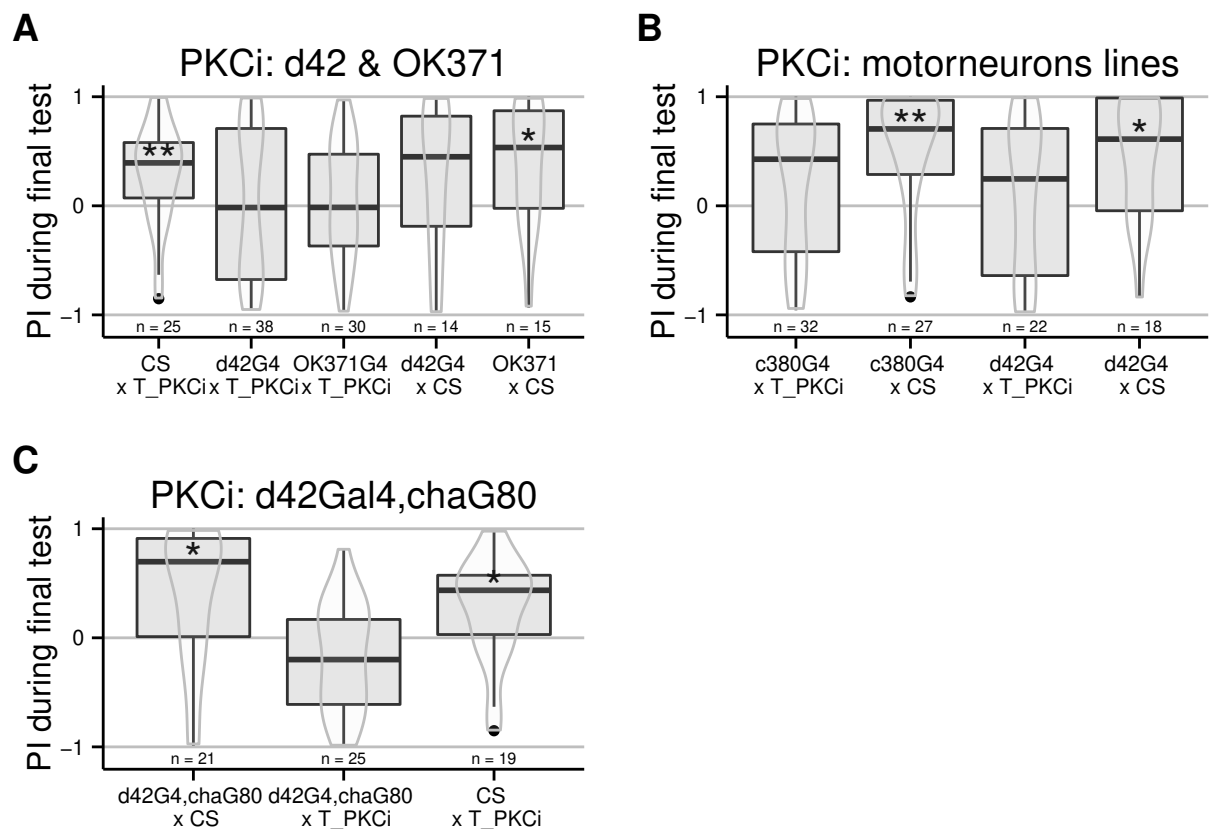 A
PKCi: d42 & OK371
PI during final test
1
0
−1
** *
n = 25 n = 38 n = 30 n = 14 n = 15
CS d42G4 OK371G4 d42G4 OK371
x T_PKCi x T_PKCi x T_PKCi x CS x CS
B
PKCi: motorneurons lines
PI during final test
1
0
−1
** *
n = 32 n = 27 n = 22 n = 18
c380G4 c380G4 d42G4 d42G4
x T_PKCi x CS x T_PKCi x CS
C
PKCi: d42Gal4,chaG80
PI during final test
1
0
−1
* *
n = 21 n = 25 n = 19
d42G4,chaG80 d42G4,chaG80 CS
x CS x T_PKCi x T_PKCi